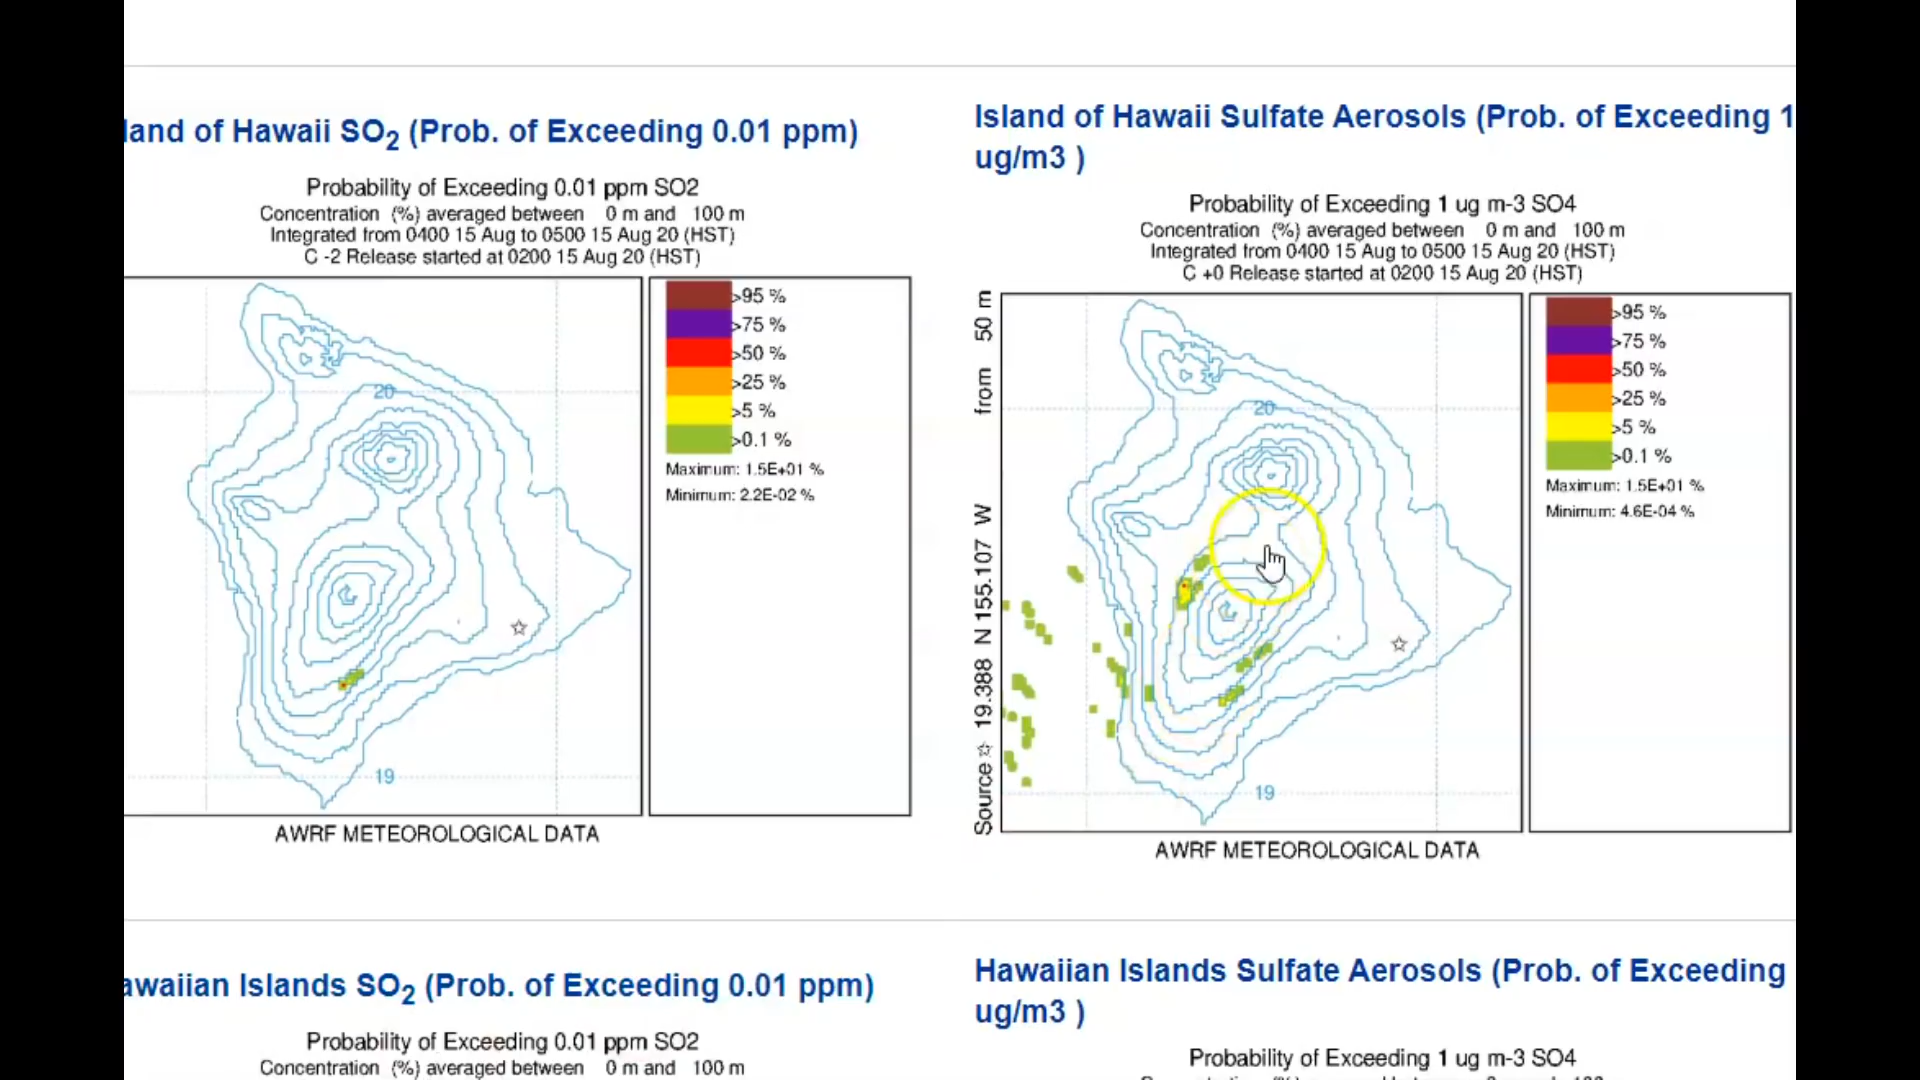 land of Hawaii SO2 (Prob. of Exceeding 0.01 ppm)
Probability of Exceeding 0.01 ppm SO2
Concentration (%) averaged between 0 m and 100 m
Integrated from 0400 15 Aug to 0500 15 Aug 20 (HST)
C -2 Release started at 0200 15 Aug 20 (HST)
20
19
>95 %
>75 %
>50 %
>25 %
>5 %
>0.1 %
Maximum: 1.5E+01 %
Minimum: 2.2E-02 %
AWRF METEOROLOGICAL DATA
Island of Hawaii Sulfate Aerosols (Prob. of Exceeding 1
ug/m3 )
Probability of Exceeding 1 ug m-3 SO4
Concentration (%) averaged between 0 m and 100 m
Integrated from 0400 15 Aug to 0500 15 Aug 20 (HST)
C +0 Release started at 0200 15 Aug 20 (HST)
Source ☆ 19.388 N 155.107 W from 50 m
20
19
>95 %
>75 %
>50 %
>25 %
>5 %
>0.1 %
Maximum: 1.5E+01 %
Minimum: 4.6E-04 %
AWRF METEOROLOGICAL DATA
awaiian Islands SO2 (Prob. of Exceeding 0.01 ppm)
Probability of Exceeding 0.01 ppm SO2
Concentration (%) averaged between 0 m and 100 m
Hawaiian Islands Sulfate Aerosols (Prob. of Exceeding
ug/m3 )
Probability of Exceeding 1 ug m-3 SO4